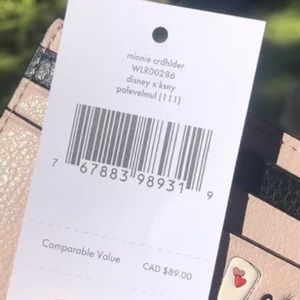 minnie crdhlder
WLR00286
disney x ksny
palevelmul (111)
7 67883 98931 9
Comparable Value CAD $89.00